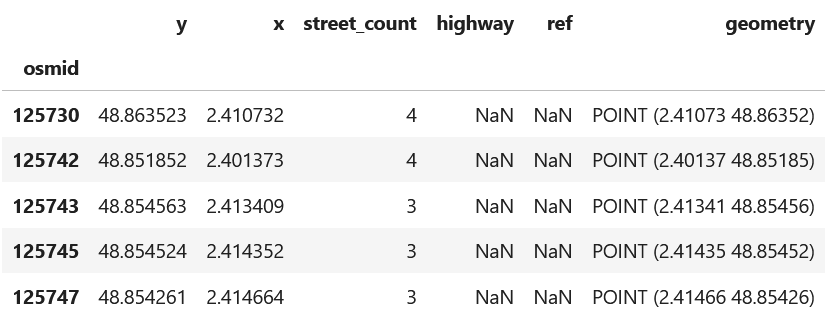 y x street_count highway ref geometry
osmid
125730 48.863523 2.410732 4 NaN NaN POINT (2.41073 48.86352)
125742 48.851852 2.401373 4 NaN NaN POINT (2.40137 48.85185)
125743 48.854563 2.413409 3 NaN NaN POINT (2.41341 48.85456)
125745 48.854524 2.414352 3 NaN NaN POINT (2.41435 48.85452)
125747 48.854261 2.414664 3 NaN NaN POINT (2.41466 48.85426)